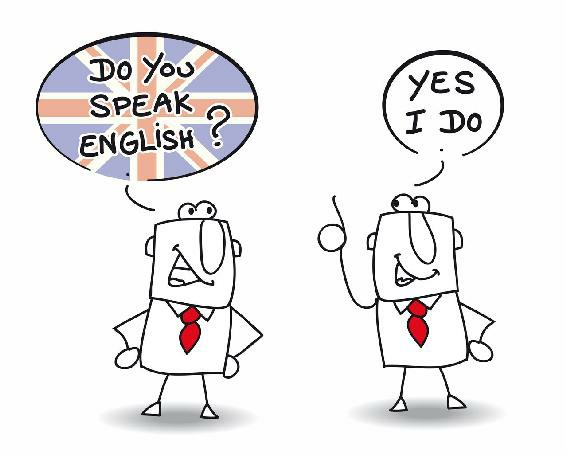 DO YOU
SPEAK
ENGLISH ?
YES
I DO